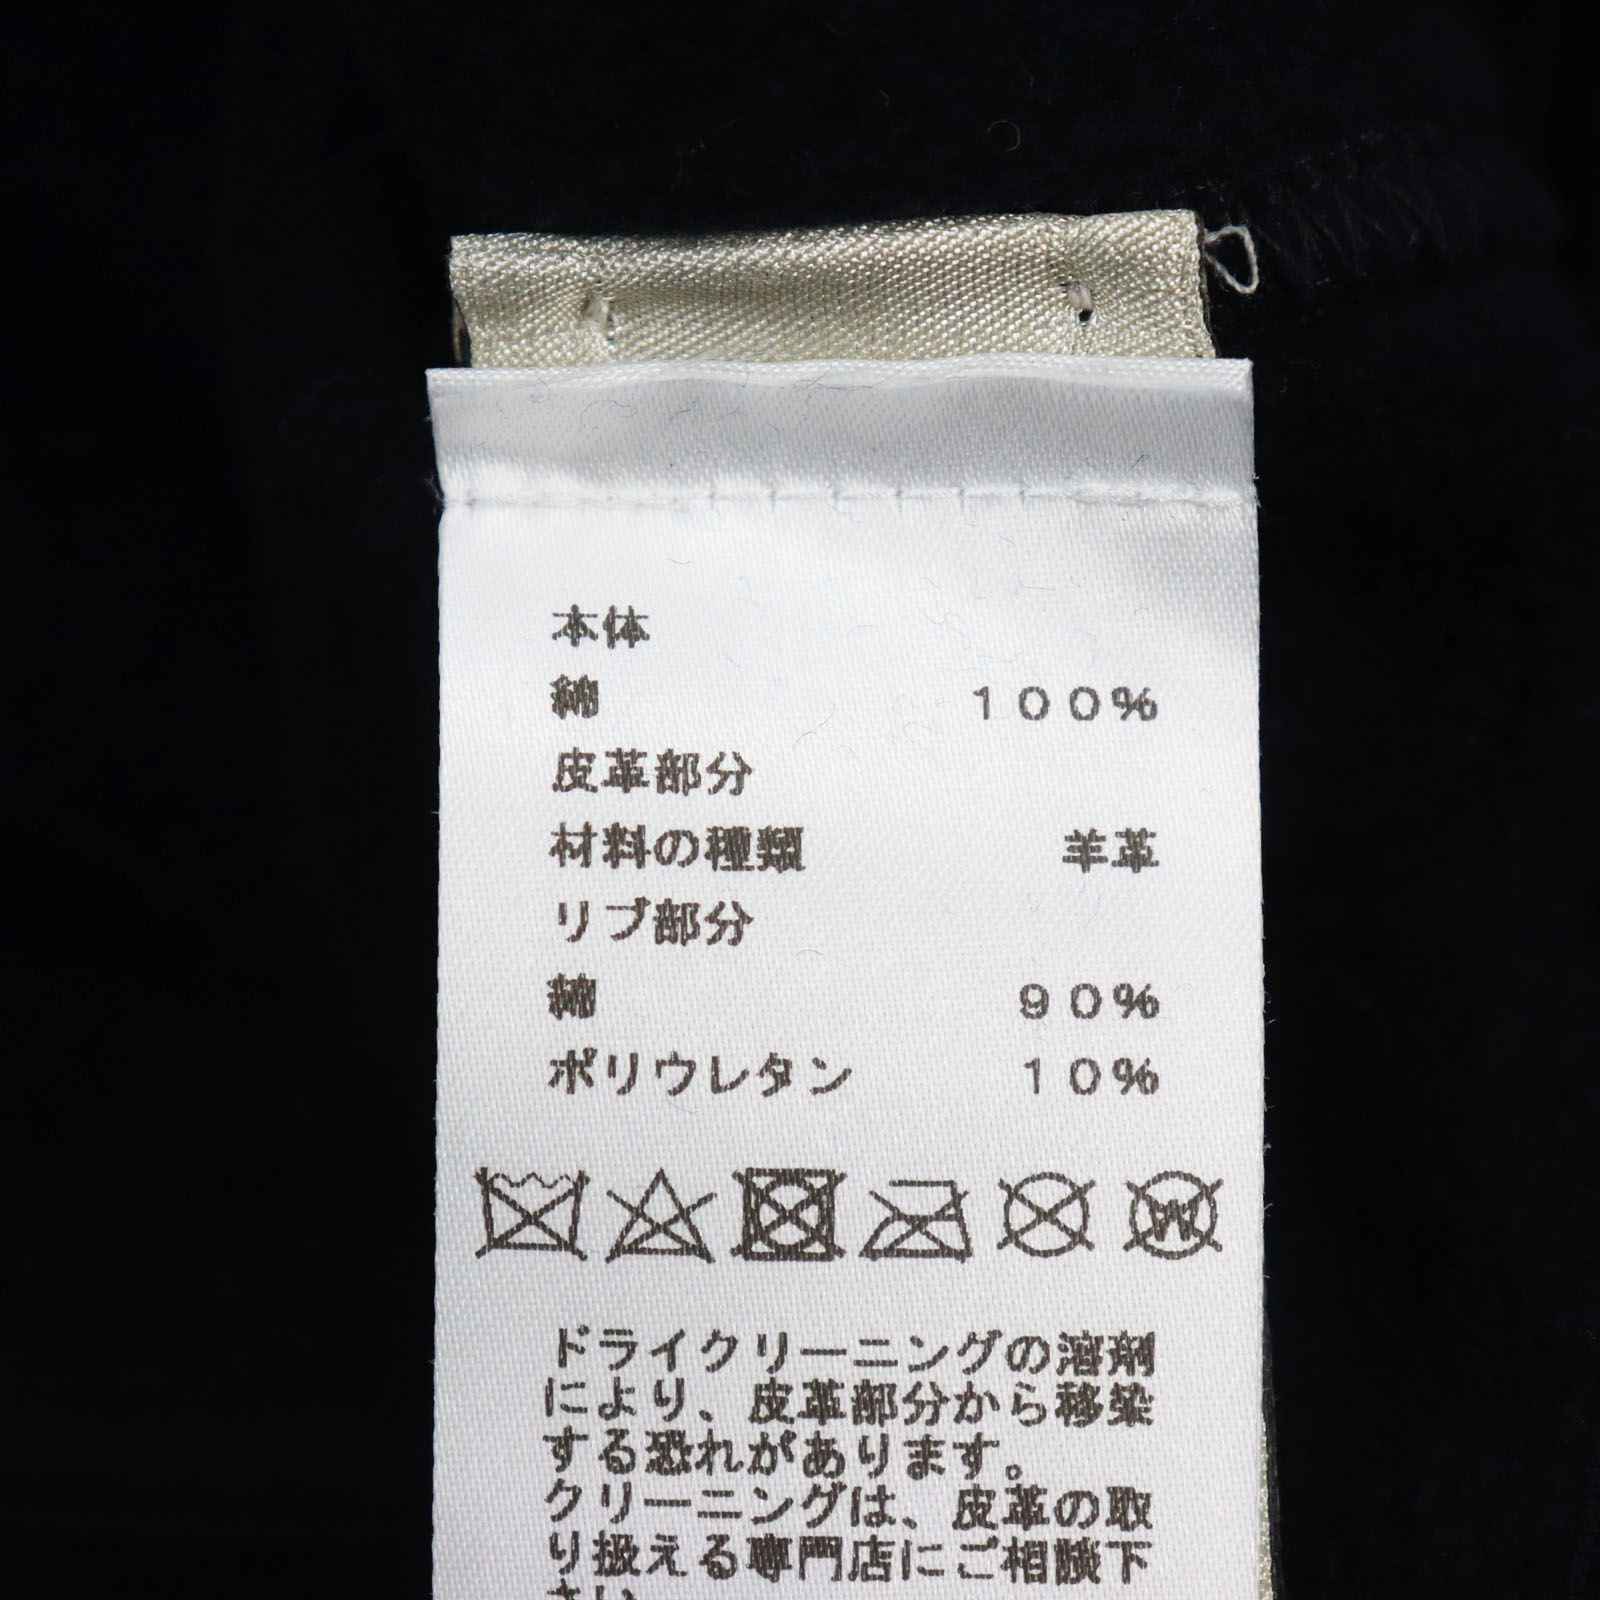 本体
綿 100%
皮革部分
材料の種類 羊革
リブ部分
綿 90%
ポリウレタン 10%
W
ドライクリーニングの溶剤
により、皮革部分から移染
する恐れがあります。
クリーニングは、皮革の取
り扱える専門店にご相談下
さい